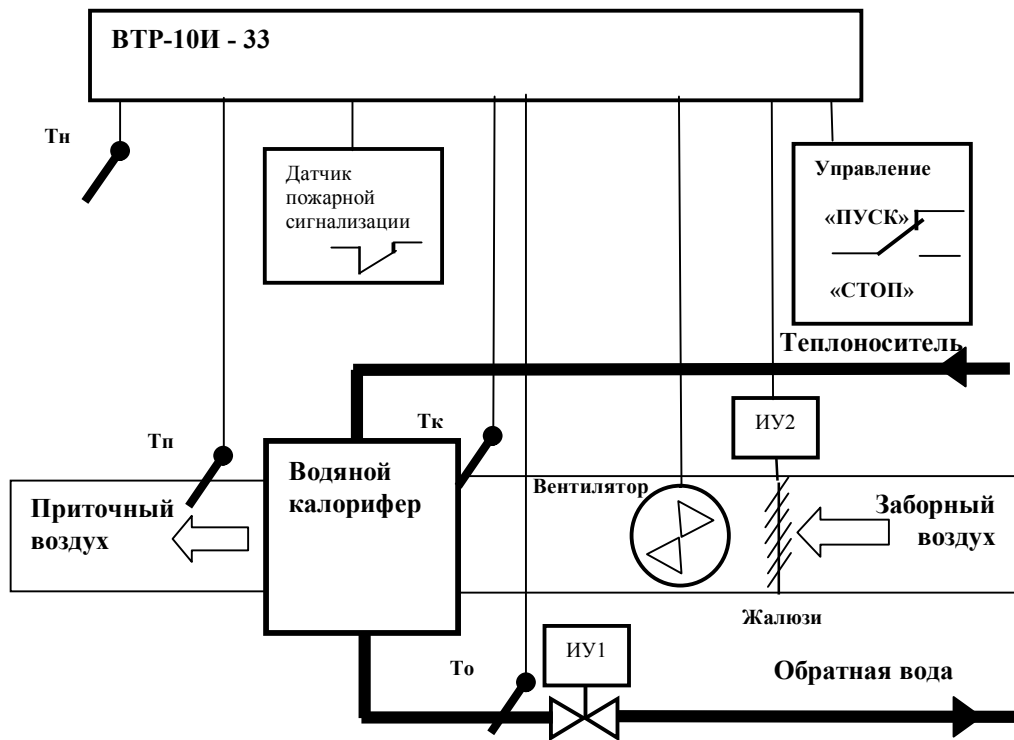 ВТР-10И - 33
Тн
Датчик
пожарной
сигнализации
Управление
«ПУСК»
«СТОП»
Теплоноситель
Тк
ИУ2
Тп
Водяной
калорифер
Вентилятор
Приточный
воздух
Заборный
воздух
Жалюзи
То
ИУ1
Обратная вода